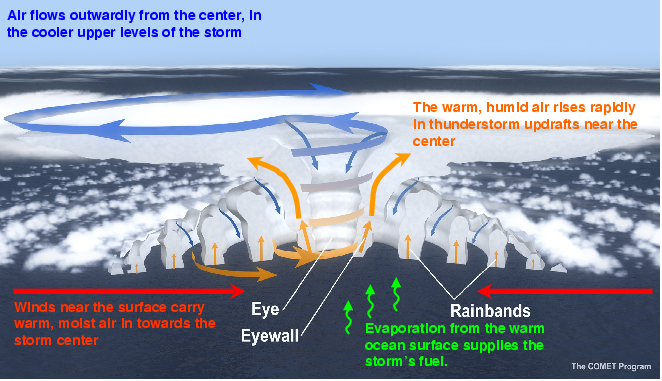 Air flows outwardly from the center, in
the cooler upper levels of the storm
The warm, humid air rises rapidly
in thunderstorm updrafts near the
center
Winds near the surface carry
warm, moist air in towards the
storm center
Eye
Eyewall
Rainbands
Evaporation from the warm
ocean surface supplies the
storm's fuel.
The COMET Program